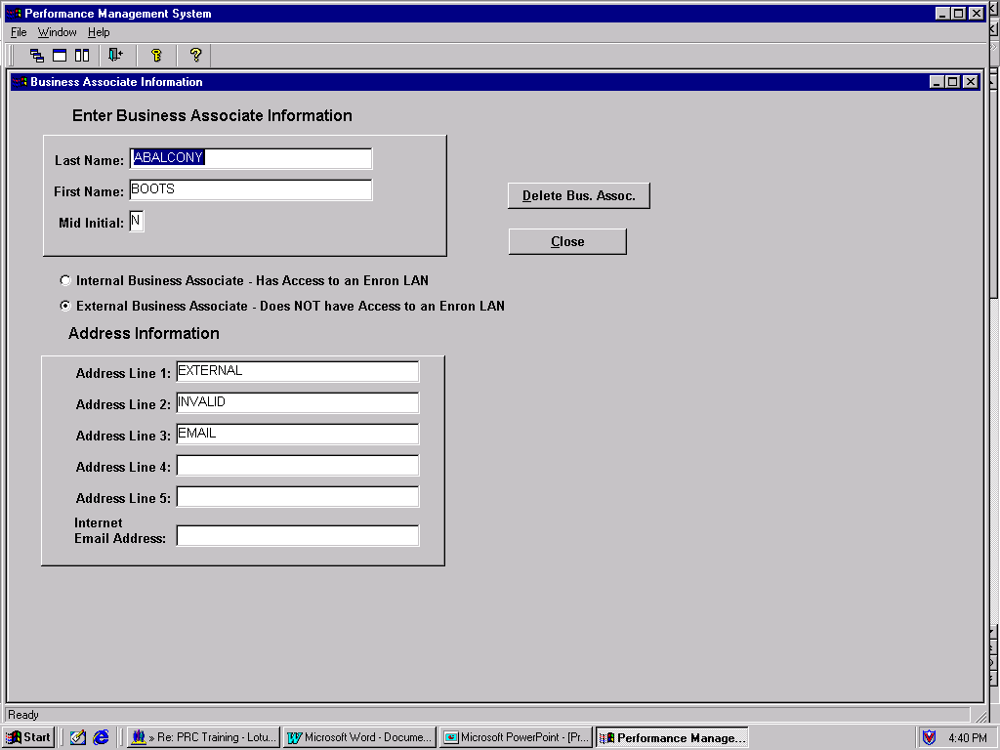 Performance Management System
File Window Help
Business Associate Information
Enter Business Associate Information
Last Name: ABALCONY
First Name: BOOTS
Mid Initial: N
Delete Bus. Assoc.
Close
Internal Business Associate - Has Access to an Enron LAN
External Business Associate - Does NOT have Access to an Enron LAN
Address Information
Address Line 1: EXTERNAL
Address Line 2: INVALID
Address Line 3: EMAIL
Address Line 4:
Address Line 5:
Internet
Email Address:
Ready
Start » Re: PRC Training - Lotu... Microsoft Word - Docume... Microsoft PowerPoint - [Pr... Performance Manage... 4:40 PM